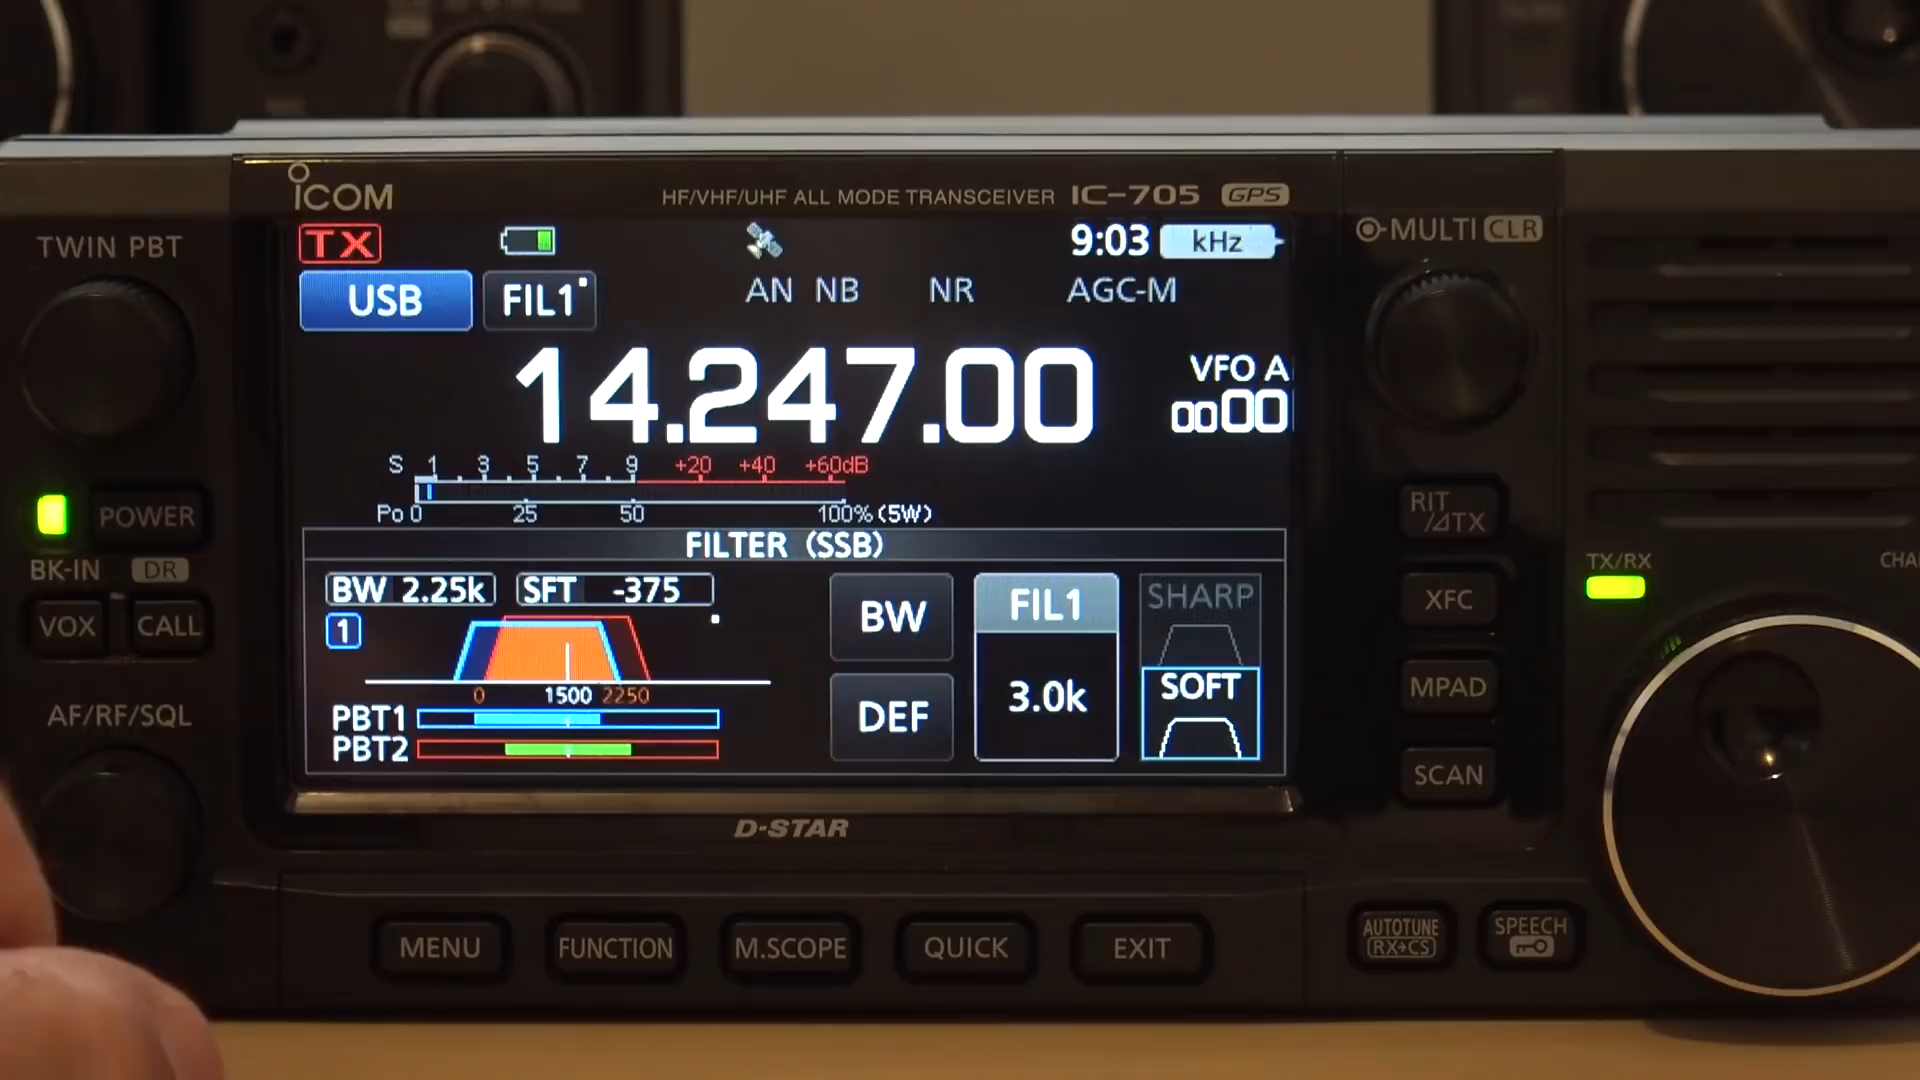 ICOM
HF/VHF/UHF ALL MODE TRANSCEIVER IC-705 GPS
TWIN PBT
TX
9:03 kHz
MULTI CLR
USB FIL1
AN NB NR AGC-M
14.247.00
VFO A
0000
S 1 3 5 7 9 +20 +40 +60dB
Po 0 25 50 100% (5W)
POWER
BK-IN DR
VOX CALL
AF/RF/SQL
FILTER (SSB)
BW 2.25k SFT -375
1
0 1500 2250
PBT1
PBT2
BW
DEF
FIL1
3.0k
SHARP
SOFT
RIT
/⊿TX
XFC
MPAD
SCAN
TX/RX
D-STAR
MENU FUNCTION M.SCOPE QUICK EXIT
AUTOTUNE
RX→CS
SPEECH